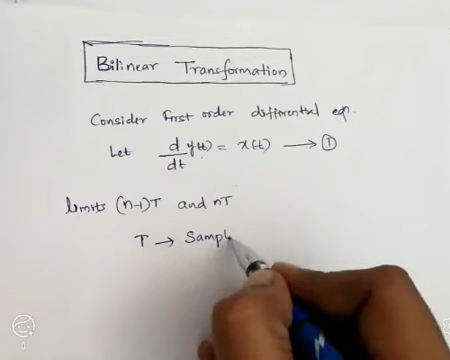 Bilinear Transformation
Consider first order differential eqn.
Let d/dt y(t) = x(t) → ①
limits (n-1)T and nT
T → Sampl